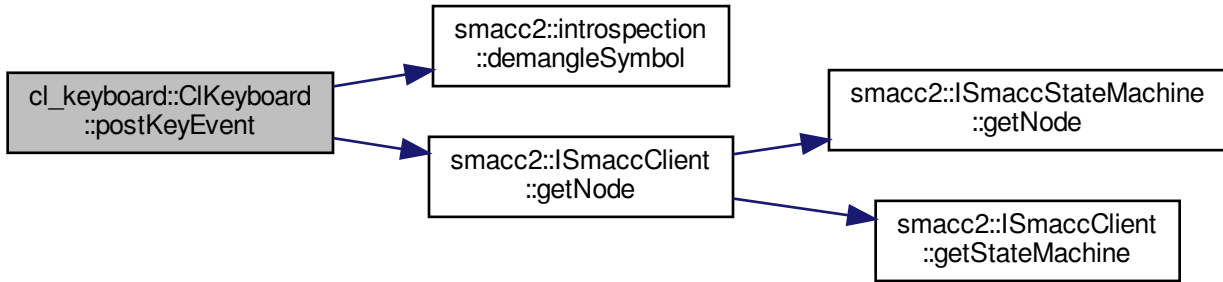 cl_keyboard::ClKeyboard
::postKeyEvent
smacc2::introspection
::demangleSymbol
smacc2::ISmaccClient
::getNode
smacc2::ISmaccStateMachine
::getNode
smacc2::ISmaccClient
::getStateMachine